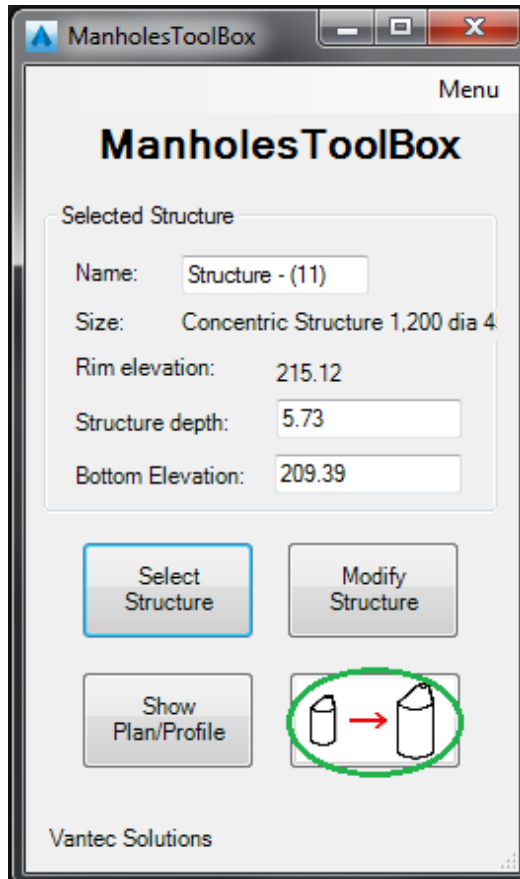 ManholesToolBox
Menu
ManholesToolBox
Selected Structure
Name: Structure - (11)
Size: Concentric Structure 1,200 dia 4
Rim elevation: 215.12
Structure depth: 5.73
Bottom Elevation: 209.39
Select Modify
Structure Structure
Show
Plan/Profile
Vantec Solutions